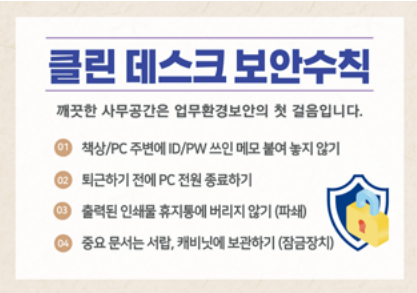 클린 데스크 보안수칙
깨끗한 사무공간은 업무환경보안의 첫 걸음입니다.
01 책상/PC 주변에 ID/PW 쓰인 메모 붙여 놓지 않기
02 퇴근하기 전에 PC 전원 종료하기
03 출력된 인쇄물 휴지통에 버리지 않기 (파쇄)
04 중요 문서는 서랍, 캐비닛에 보관하기 (잠금장치)